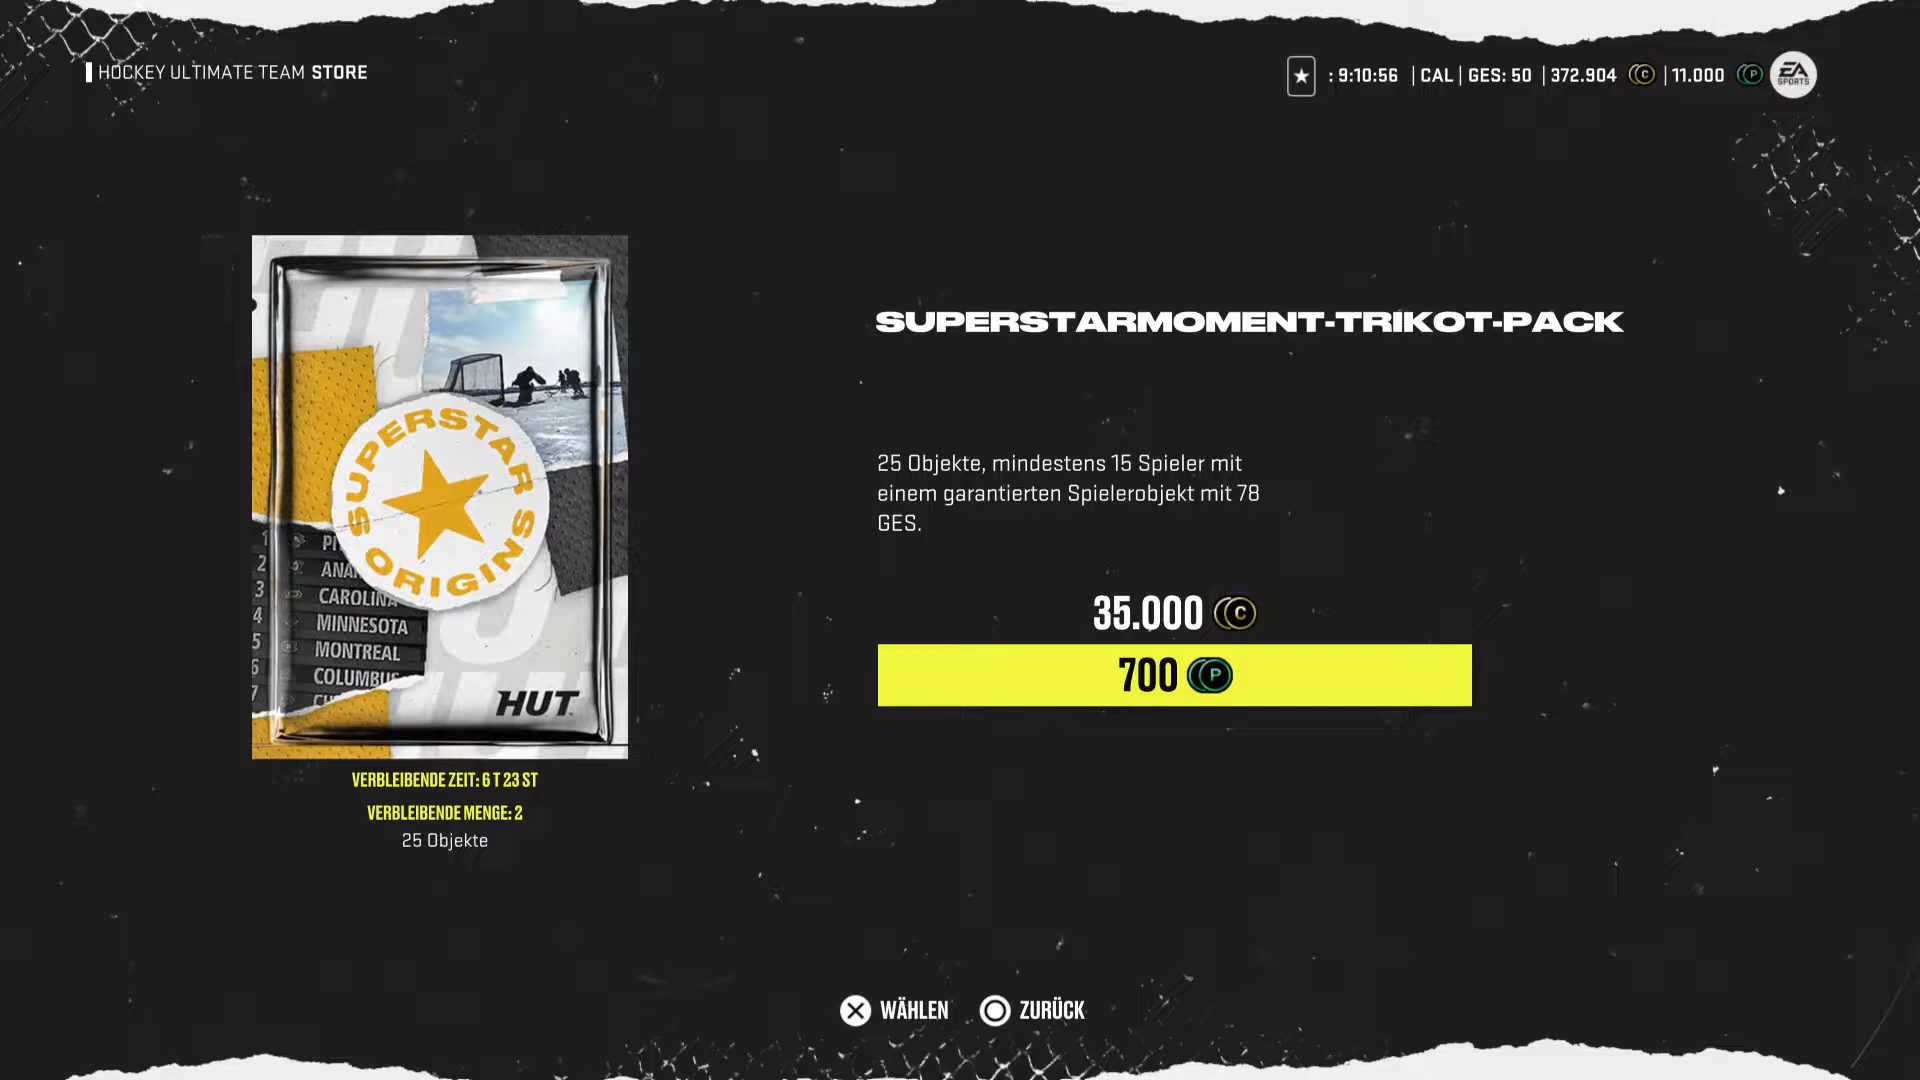 HOCKEY ULTIMATE TEAM STORE
: 9:10:56 | CAL | GES: 50 | 372.904 C | 11.000 P
EA SPORTS
SUPERSTAR ORIGINS
1
2 ANA
3 CAROLINA
4 MINNESOTA
5 MONTREAL
6 COLUMBUS
7
HUT
VERBLEIBENDE ZEIT: 6 T 23 ST
VERBLEIBENDE MENGE: 2
25 Objekte
SUPERSTARMOMENT-TRIKOT-PACK
25 Objekte, mindestens 15 Spieler mit
einem garantierten Spielerobjekt mit 78
GES.
35.000 C
700 P
WÄHLEN ZURÜCK